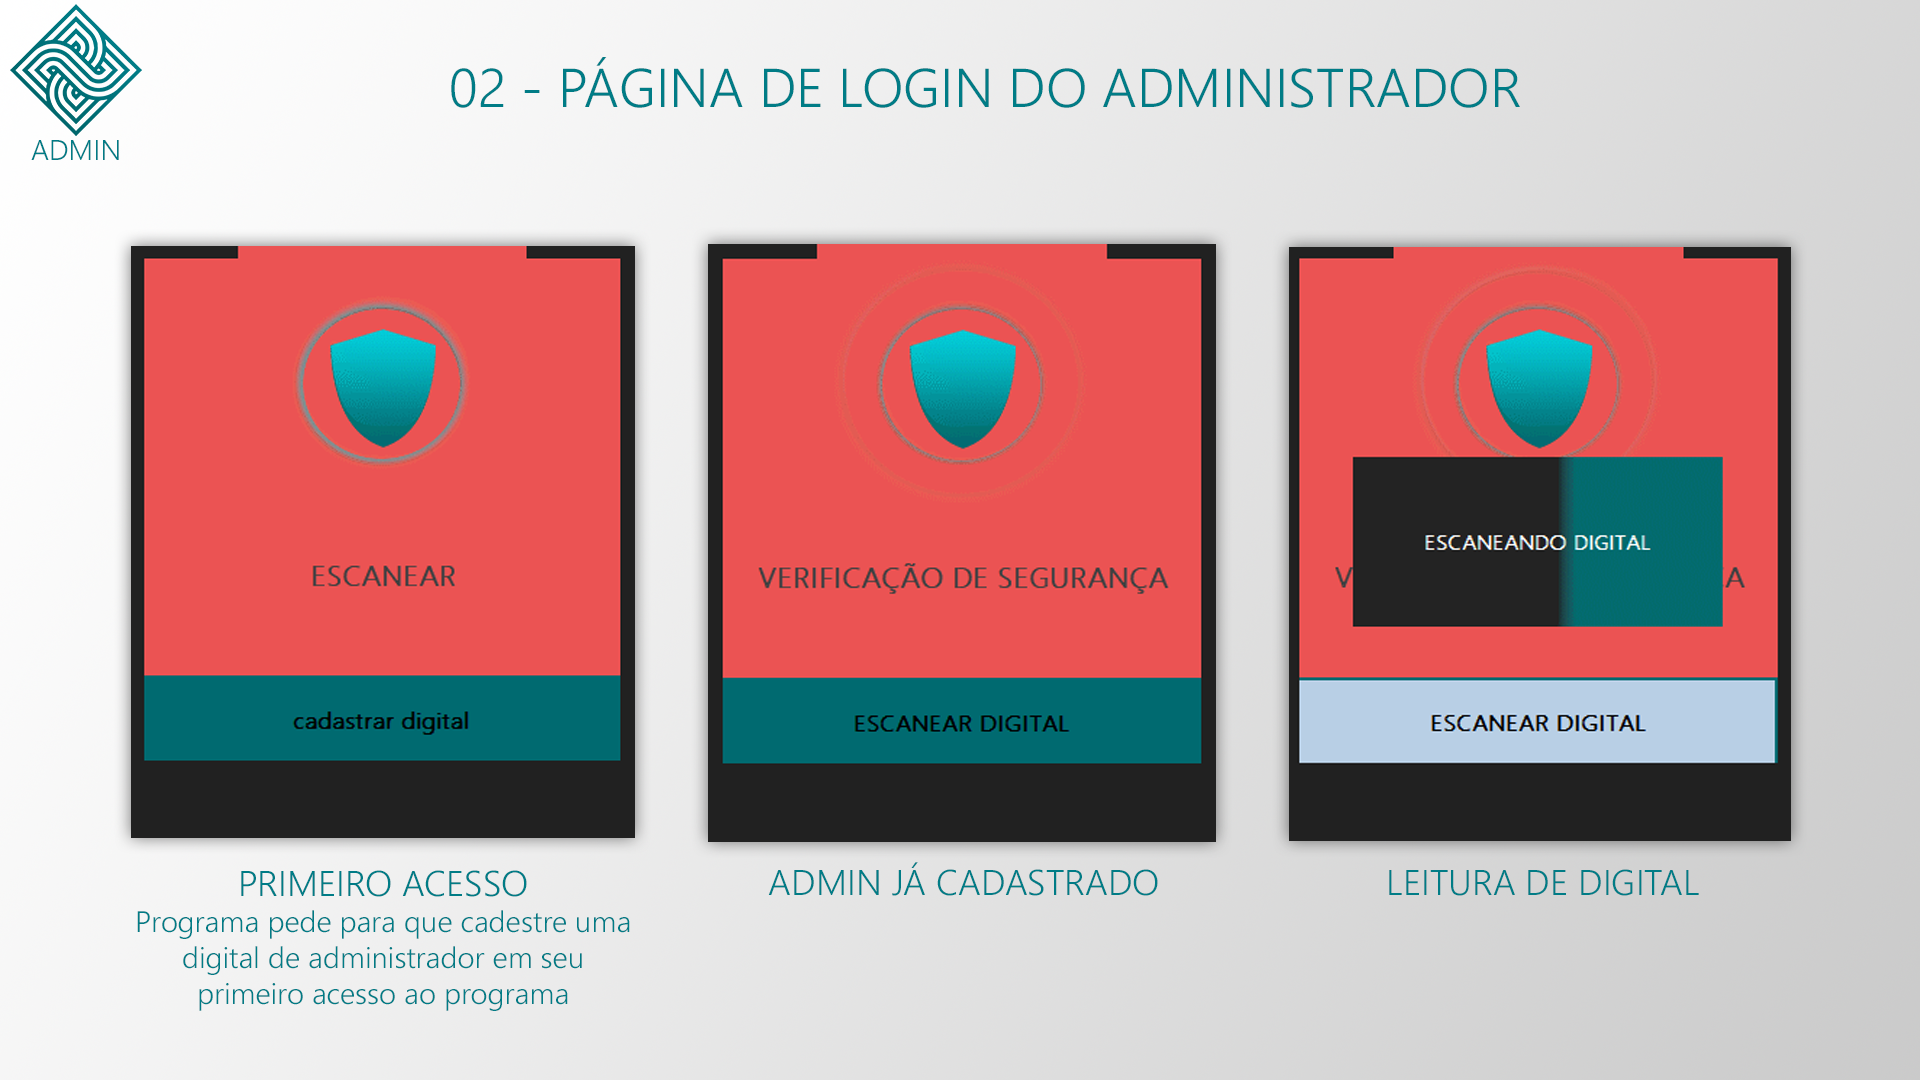 ADMIN
02 - PÁGINA DE LOGIN DO ADMINISTRADOR
ESCANEAR
cadastrar digital
PRIMEIRO ACESSO
Programa pede para que cadestre uma
digital de administrador em seu
primeiro acesso ao programa
VERIFICAÇÃO DE SEGURANÇA
ESCANEAR DIGITAL
ADMIN JÁ CADASTRADO
ESCANEANDO DIGITAL
V A
ESCANEAR DIGITAL
LEITURA DE DIGITAL